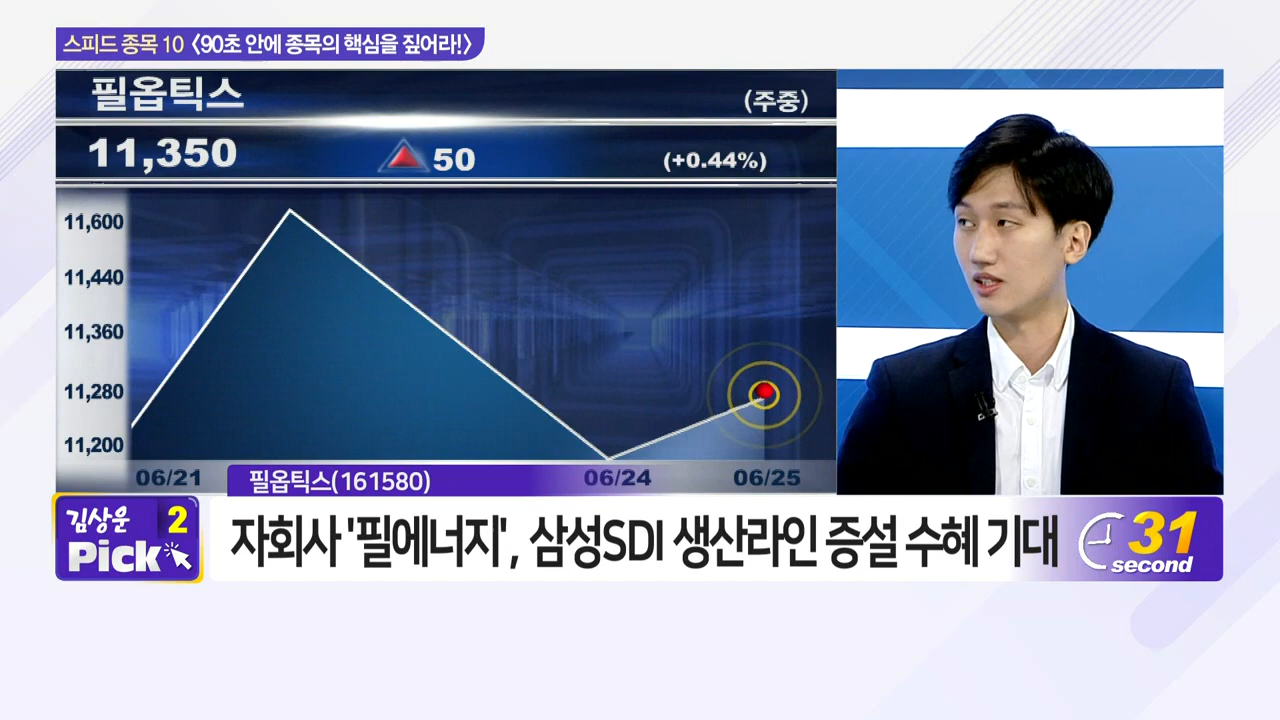 스피드 종목 10 <90초 안에 종목의 핵심을 짚어라!>
필옵틱스
(주중)
11,350
50
(+0.44%)
11,600
11,440
11,360
11,280
11,200
06/21
06/24
06/25
필옵틱스(161580)
김상운 2
Pick
자회사 '필에너지', 삼성SDI 생산라인 증설 수혜 기대
31
second